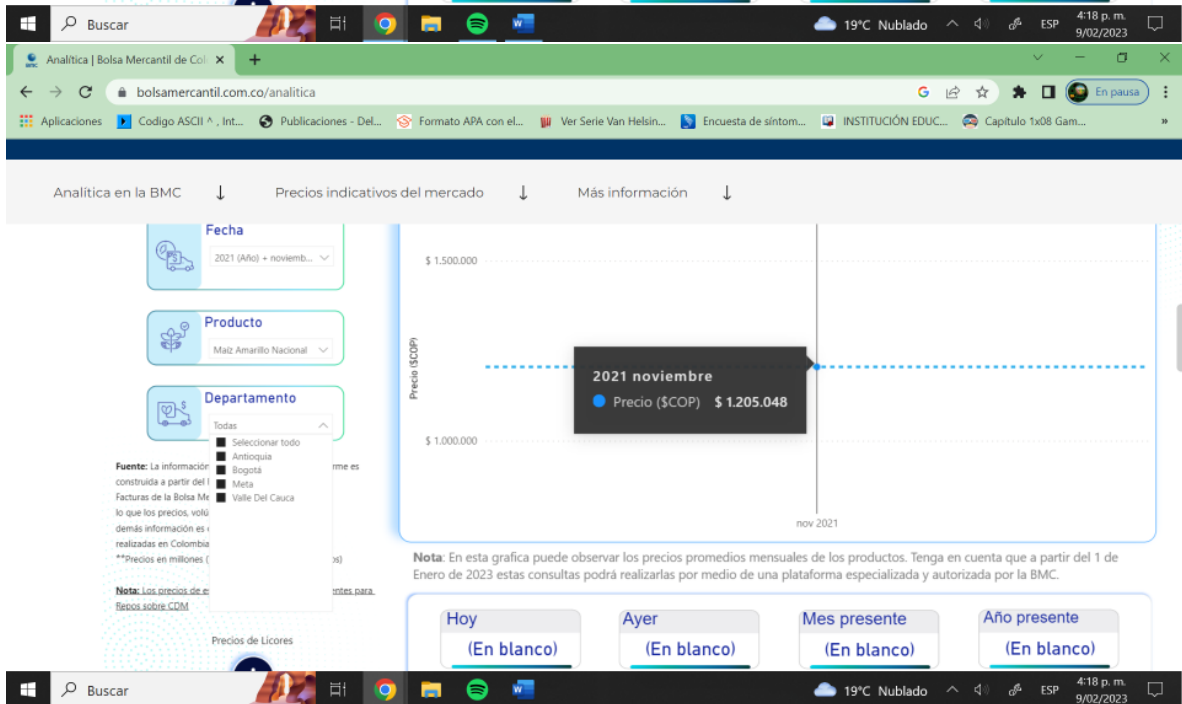 Buscar
19°C Nublado
ESP
4:18 p. m.
9/02/2023
Analítica | Bolsa Mercantil de Col
bolsamercantil.com.co/analitica
En pausa
Aplicaciones
Codigo ASCII ^ , Int...
Publicaciones - Del...
Formato APA con el...
Ver Serie Van Helsin...
Encuesta de síntom...
INSTITUCIÓN EDUC...
Capítulo 1x08 Gam...
»
Analítica en la BMC ↓
Precios indicativos del mercado ↓
Más información ↓
Fecha
2021 (Año) + noviemb...
Producto
Maíz Amarillo Nacional
Departamento
Todas
Seleccionar todo
Antioquia
Bogotá
Meta
Valle Del Cauca
Fuente: La información rme es
construida a partir del
Facturas de la Bolsa Me
lo que los precios, volú
demás información es
realizadas en Colombia
**Precios en millones ( os)
Nota: Los precios de es entes para
Repos sobre CDM
Precios de Licores
$ 1.500.000
Precio ($COP)
2021 noviembre
Precio ($COP) $ 1.205.048
$ 1.000.000
nov 2021
Nota: En esta grafica puede observar los precios promedios mensuales de los productos. Tenga en cuenta que a partir del 1 de
Enero de 2023 estas consultas podrá realizarlas por medio de una plataforma especializada y autorizada por la BMC.
Hoy
(En blanco)
Ayer
(En blanco)
Mes presente
(En blanco)
Año presente
(En blanco)
Buscar
19°C Nublado
ESP
4:18 p. m.
9/02/2023